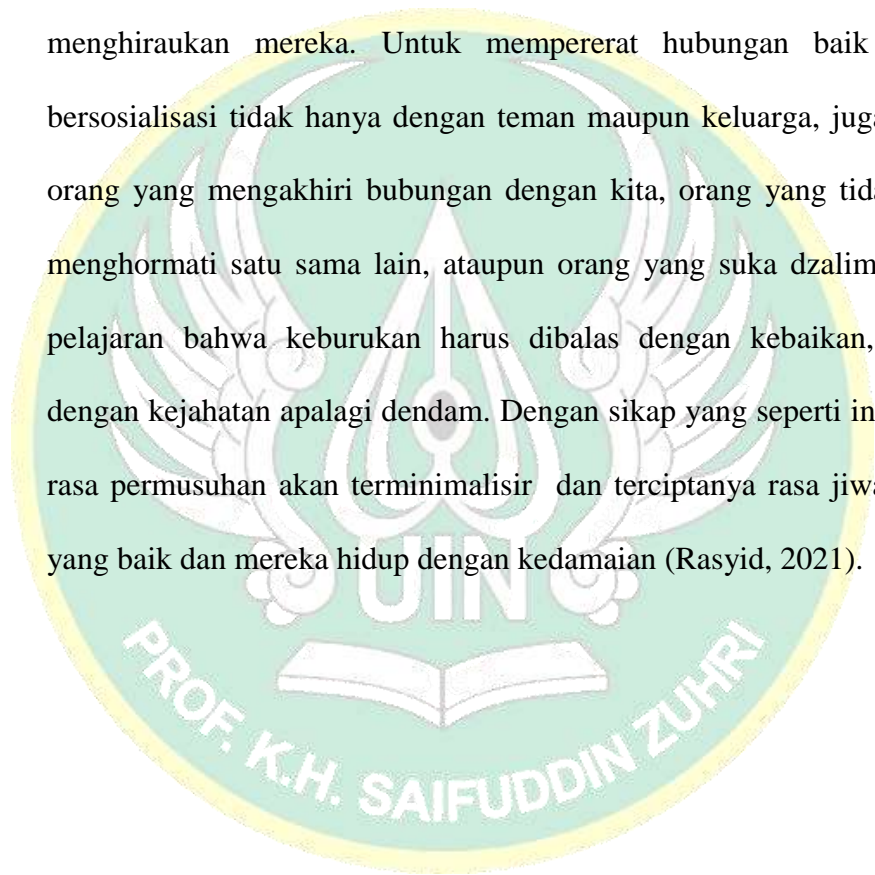 menghiraukan mereka. Untuk mempererat hubungan baik
bersosialisasi tidak hanya dengan teman maupun keluarga, juga
orang yang mengakhiri bubungan dengan kita, orang yang tida
menghormati satu sama lain, ataupun orang yang suka dzalim
pelajaran bahwa keburukan harus dibalas dengan kebaikan,
dengan kejahatan apalagi dendam. Dengan sikap yang seperti in
rasa permusuhan akan terminimalisir dan terciptanya rasa jiwa
yang baik dan mereka hidup dengan kedamaian (Rasyid, 2021).
UIN
PROF. K.H. SAIFUDDIN ZUHRI